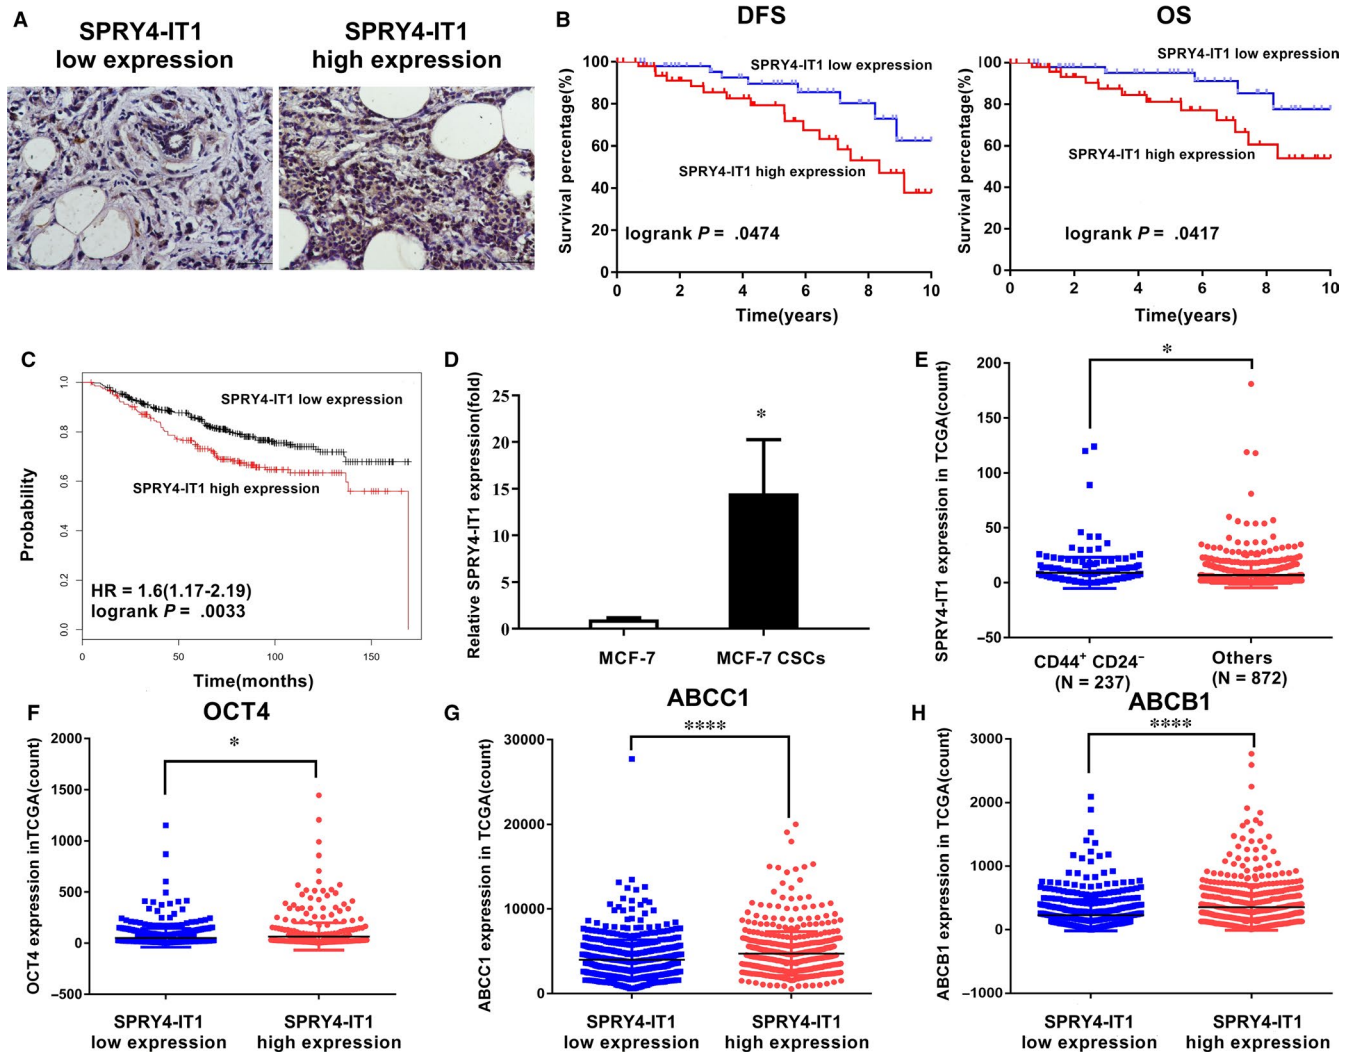 A
SPRY4-IT1
low expression
SPRY4-IT1
high expression
B
DFS
Survival percentage(%)
100
80
60
40
20
0
SPRY4-IT1 low expression
SPRY4-IT1 high expression
logrank P = .0474
0 2 4 6 8 10
Time(years)
OS
Survival percentage(%)
100
80
60
40
20
0
SPRY4-IT1 low expression
SPRY4-IT1 high expression
logrank P = .0417
0 2 4 6 8 10
Time(years)
C
Probability
1.0
0.8
0.6
0.4
0.2
0.0
SPRY4-IT1 low expression
SPRY4-IT1 high expression
HR = 1.6(1.17-2.19)
logrank P = .0033
0 50 100 150
Time(months)
D
Relative SPRY4-IT1 expression(fold)
25
20
15
10
5
0
*
MCF-7 MCF-7 CSCs
E
SPRY4-IT1 expression in TCGA(count)
200
150
100
50
0
−50
*
CD44+ CD24−
(N = 237)
Others
(N = 872)
F
OCT4
OCT4 expression inTCGA(count)
2000
1500
1000
500
0
−500
*
SPRY4-IT1
low expression
SPRY4-IT1
high expression
G
ABCC1
ABCC1 expression in TCGA(count)
30000
20000
10000
0
****
SPRY4-IT1
low expression
SPRY4-IT1
high expression
H
ABCB1
ABCB1 expression in TCGA(count)
3000
2000
1000
0
−1000
****
SPRY4-IT1
low expression
SPRY4-IT1
high expression